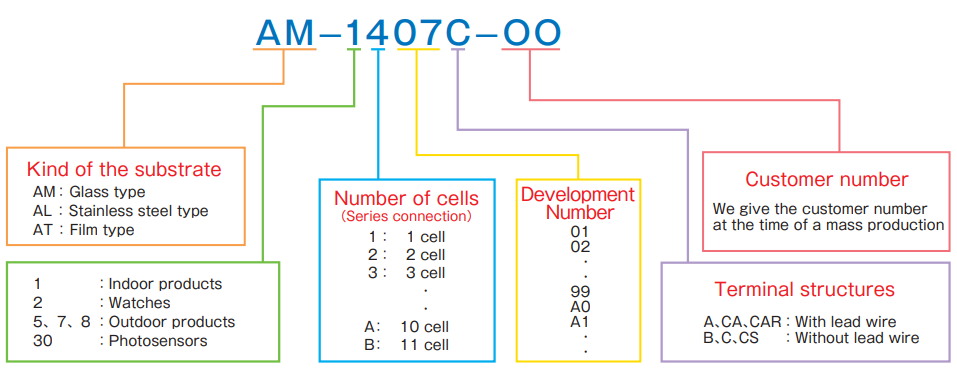 AM-1407C-OO
Kind of the substrate
AM : Glass type
AL : Stainless steel type
AT : Film type
1 : Indoor products
2 : Watches
5、7、8 : Outdoor products
30 : Photosensors
Number of cells
(Series connection)
1 : 1 cell
2 : 2 cell
3 : 3 cell
·
·
A: 10 cell
B: 11 cell
Development
Number
01
02
·
·
99
A0
A1
·
·
Customer number
We give the customer number
at the time of a mass production
Terminal structures
A、CA、CAR : With lead wire
B、C、CS : Without lead wire